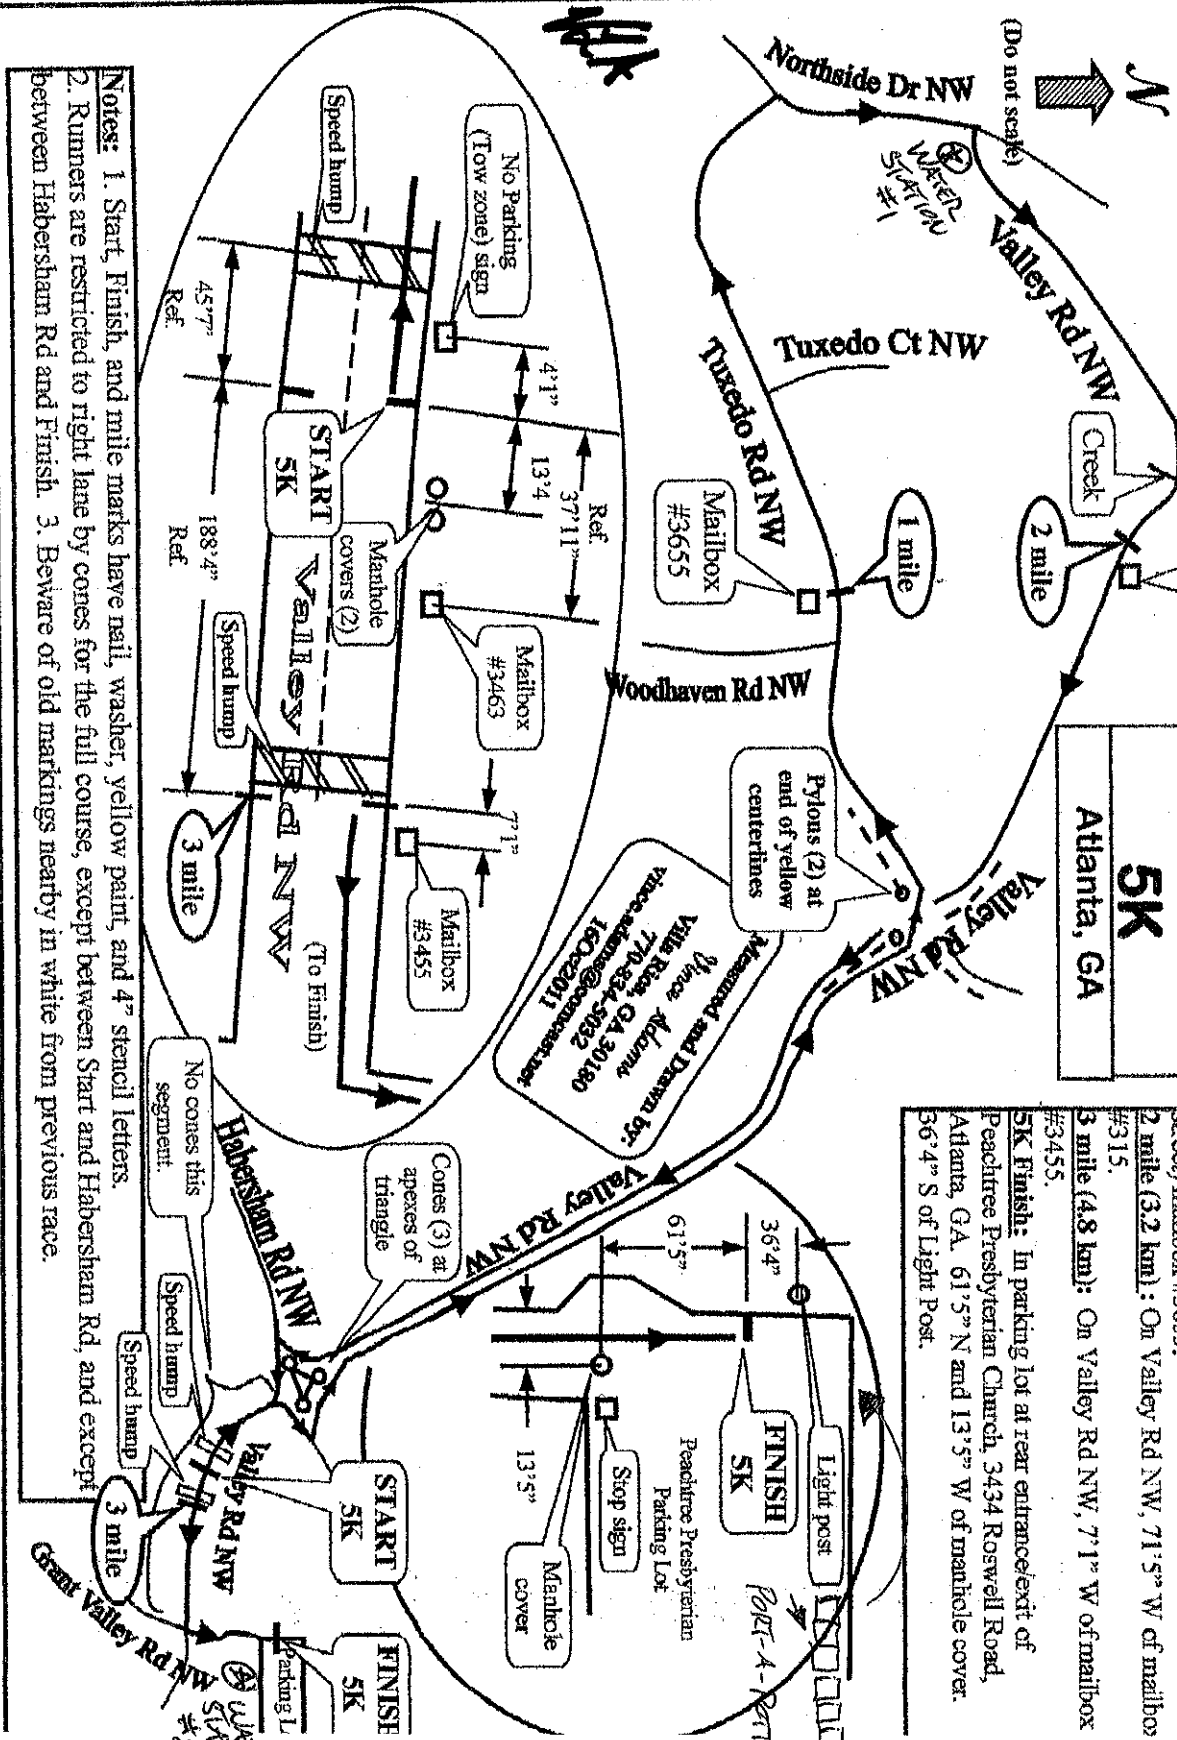 N
(Do not scale)
Northside Dr NW
WATER
STATION
#1
Valley Rd NW
Creek
2 mile
5K
Atlanta, GA
Tuxedo Ct NW
Tuxedo Rd NW
1 mile
Mailbox
#3655
Woodhaven Rd NW
Valley Rd NW
Pylons (2) at
end of yellow
centerlines
Measured and Drawn by:
Vince Adams
Villa Rica, GA 30180
770-834-5032
vince.adams@comcast.net
16Oct2011
2 mile (3.2 km): On Valley Rd NW, 71'5" W of mailbox
#315.
3 mile (4.8 km): On Valley Rd NW, 7'1" W of mailbox
#3455.
5K Finish: In parking lot at rear entrance/exit of
Peachtree Presbyterian Church, 3434 Roswell Road,
Atlanta, GA. 61'5" N and 13'5" W of manhole cover.
36'4" S of Light Post.
No Parking
(Tow zone) sign
Speed hump
4'1"
13'4
Ref.
37'11"
45'7"
Ref.
START
5K
Manhole
covers (2)
Mailbox
#3463
188'4"
Ref.
Valley Rd NW
Speed hump
7'1"
Mailbox
#3455
3 mile
(To Finish)
Valley Rd NW
Cones (3) at
apexes of
triangle
Habersham Rd NW
No cones this
segment.
Speed hump
Speed hump
Valley Rd NW
START
5K
3 mile
Grant Valley Rd NW
FINISH
5K
Parking L
36'4"
61'5"
13'5"
Light post
FINISH
5K
Peachtree Presbyterian
Parking Lot
Stop sign
Manhole
cover
PORT-A-POTT
Notes: 1. Start, Finish, and mile marks have nail, washer, yellow paint, and 4" stencil letters.
2. Runners are restricted to right lane by cones for the full course, except between Start and Habersham Rd, and except
between Habersham Rd and Finish. 3. Beware of old markings nearby in white from previous race.